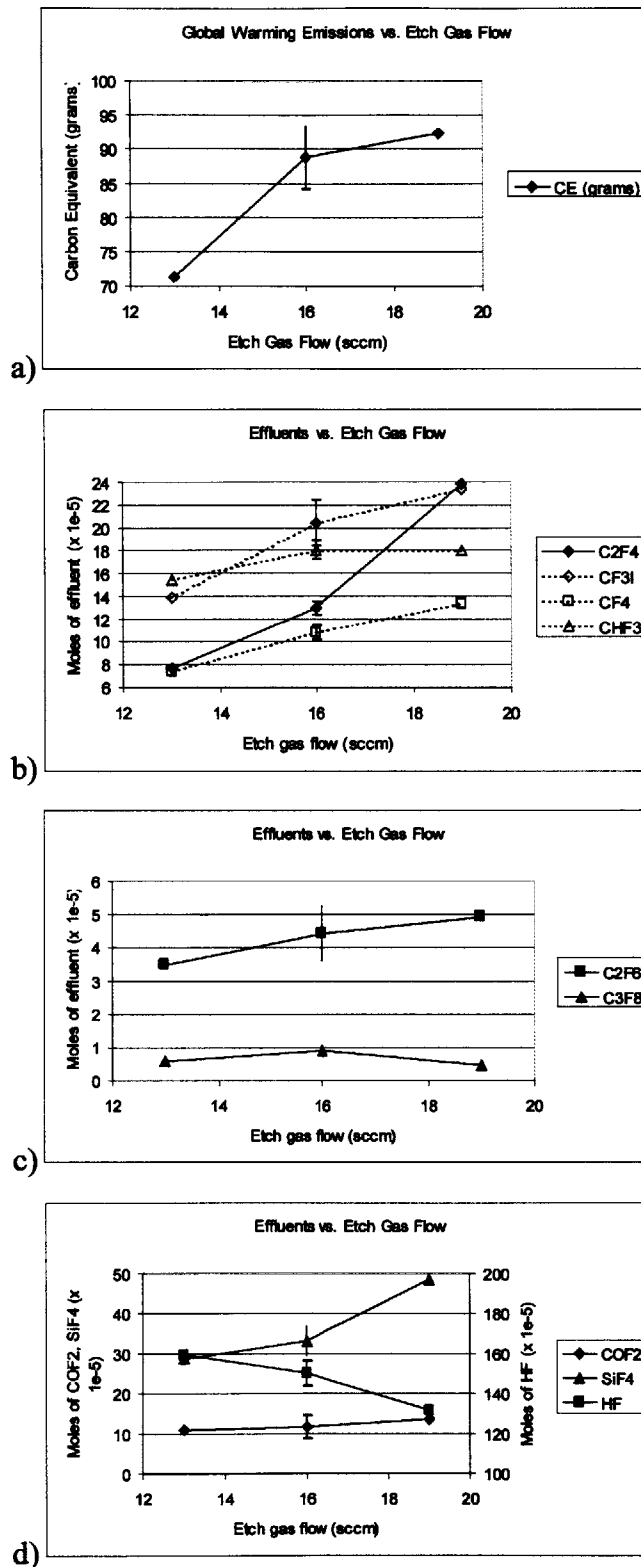 Global Warming Emissions vs. Etch Gas Flow
Carbon Equivalent (grams)
100
95
90
85
80
75
70
12 14 16 18 20
Etch Gas Flow (sccm)
CE (grams)
a)
Effluents vs. Etch Gas Flow
Moles of effluent (x 1e-5)
24
22
20
18
16
14
12
10
8
6
12 14 16 18 20
Etch gas flow (sccm)
C2F4
CF3I
CF4
CHF3
b)
Effluents vs. Etch Gas Flow
Moles of effluent (x 1e-5)
6
5
4
3
2
1
0
12 14 16 18 20
Etch gas flow (sccm)
C2F6
C3F8
c)
Effluents vs. Etch Gas Flow
Moles of COF2, SiF4 (x
1e-5)
50
40
30
20
10
0
12 14 16 18 20
200
180
160
140
120
100
Moles of HF (x 1e-5)
Etch gas flow (sccm)
COF2
SiF4
HF
d)